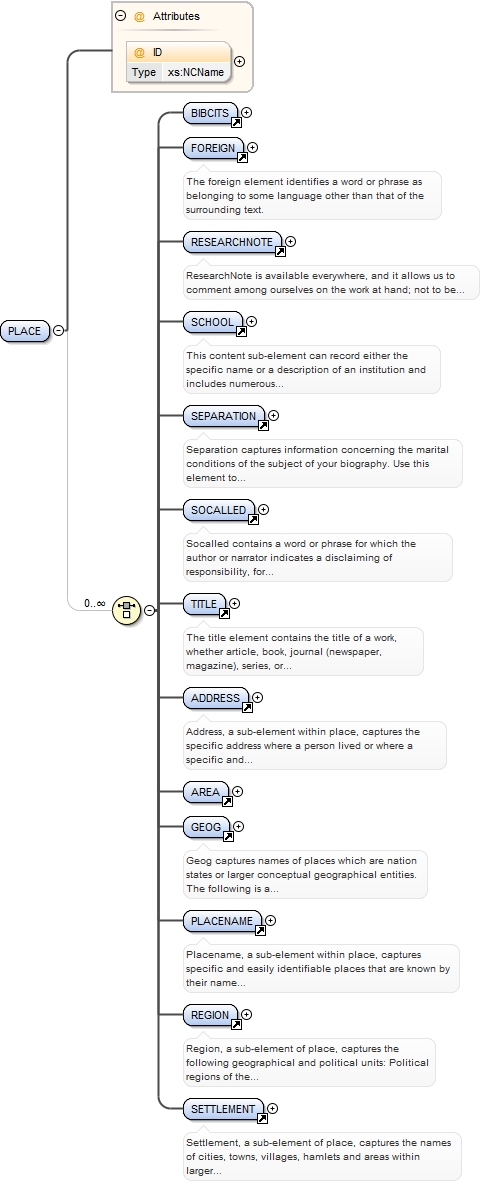 @ Attributes
@ ID
Type xs:NCName
BIBCITS
FOREIGN
The foreign element identifies a word or phrase as
belonging to some language other than that of the
surrounding text.
RESEARCHNOTE
ResearchNote is available everywhere, and it allows us to
comment among ourselves on the work at hand; not to be...
PLACE
SCHOOL
This content sub-element can record either the
specific name or a description of an institution and
includes numerous...
SEPARATION
Separation captures information concerning the marital
conditions of the subject of your biography. Use this
element to...
SOCALLED
Socalled contains a word or phrase for which the
author or narrator indicates a disclaiming of
responsibility, for...
0..∞
TITLE
The title element contains the title of a work,
whether article, book, journal (newspaper,
magazine), series, or...
ADDRESS
Address, a sub-element within place, captures the
specific address where a person lived or where a
specific and...
AREA
GEOG
Geog captures names of places which are nation
states or larger conceptual geographical entities.
The following is a...
PLACENAME
Placename, a sub-element within place, captures
specific and easily identifiable places that are known by
their name...
REGION
Region, a sub-element of place, captures the
following geographical and political units: Political
regions of the...
SETTLEMENT
Settlement, a sub-element of place, captures the names
of cities, towns, villages, hamlets and areas within
larger...